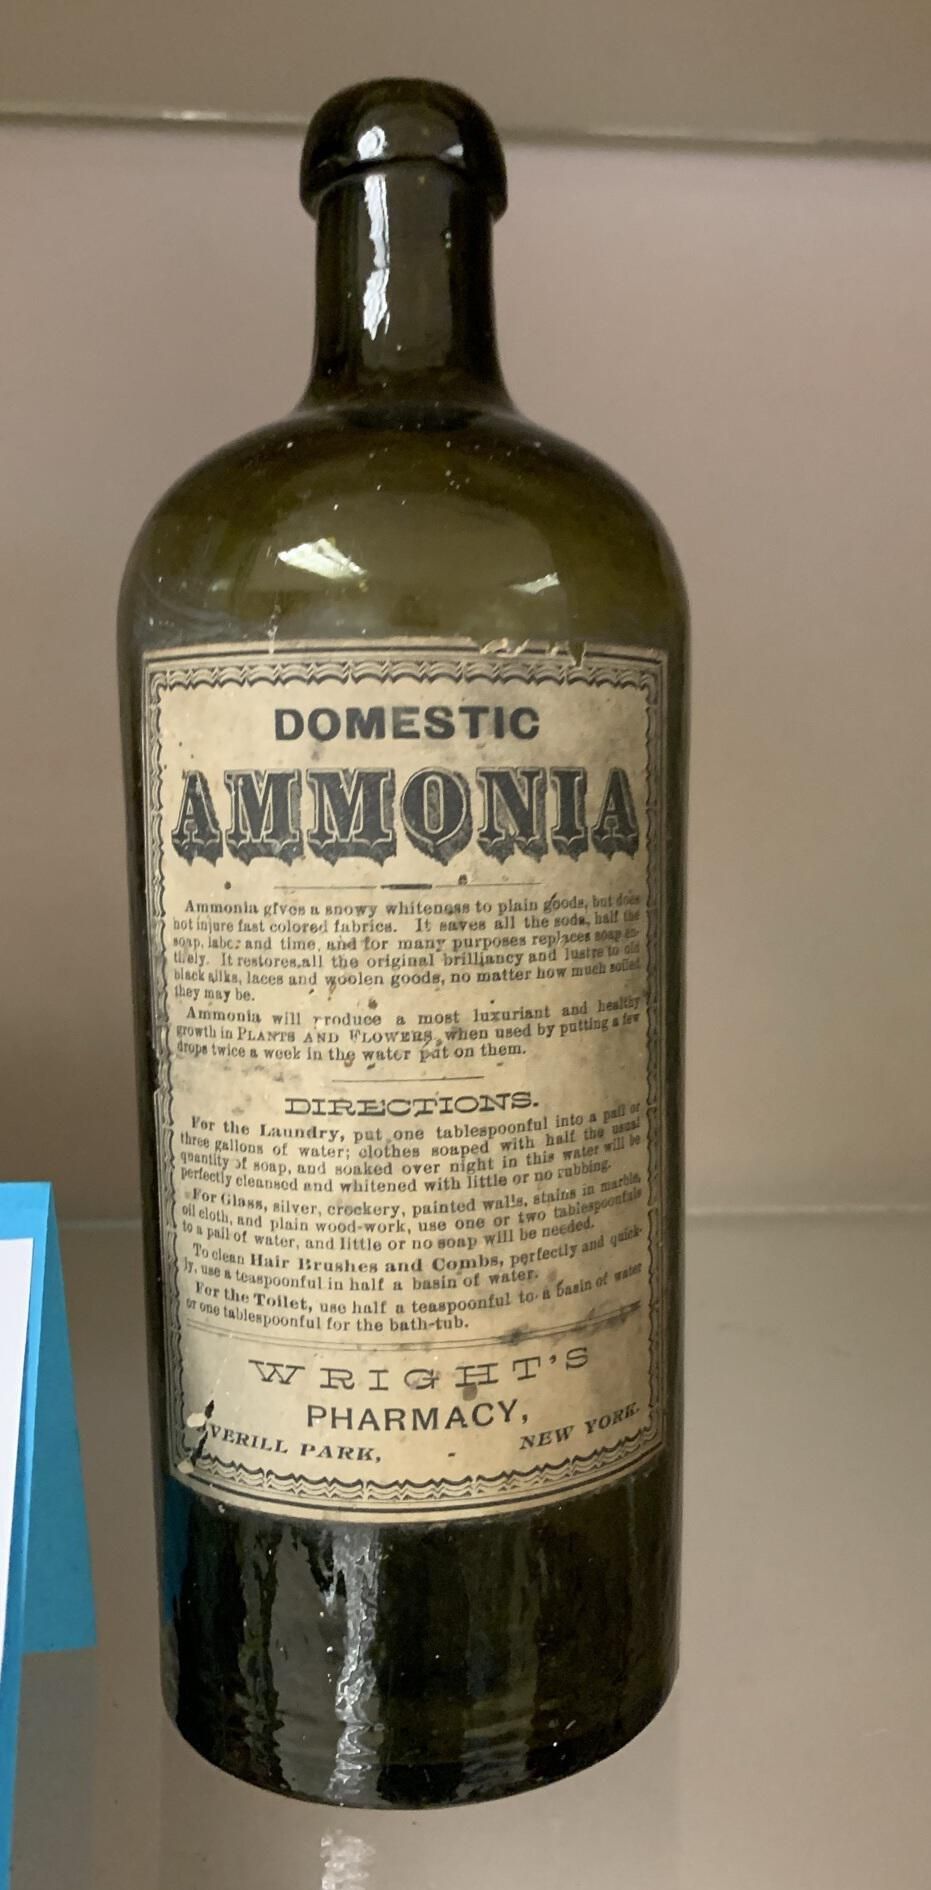 DOMESTIC
AMMONIA
Ammonia gives a snowy whiteness to plain goods, but does
not injure fast colored fabrics. It saves all the soda, half the
soap, labor and time, and for many purposes replaces soap en-
tirely. It restores all the original brilliancy and lustre to old
black silks, laces and woolen goods, no matter how much soiled
they may be.
Ammonia will produce a most luxuriant and healthy
growth in PLANTS AND FLOWERS, when used by putting a few
drops twice a week in the water put on them.
DIRECTIONS.
For the Laundry, put one tablespoonful into a pail or
three gallons of water; clothes soaped with half the usual
quantity of soap, and soaked over night in this water will be
perfectly cleansed and whitened with little or no rubbing.
For Glass, silver, crockery, painted walls, stains in marble,
oil cloth, and plain wood-work, use one or two tablespoonfuls
to a pail of water, and little or no soap will be needed.
To clean Hair Brushes and Combs, perfectly and quick-
ly, use a teaspoonful in half a basin of water.
For the Toilet, use half a teaspoonful to a basin of water
or one tablespoonful for the bath-tub.
WRIGHT'S
PHARMACY,
VERILL PARK, - NEW YORK.